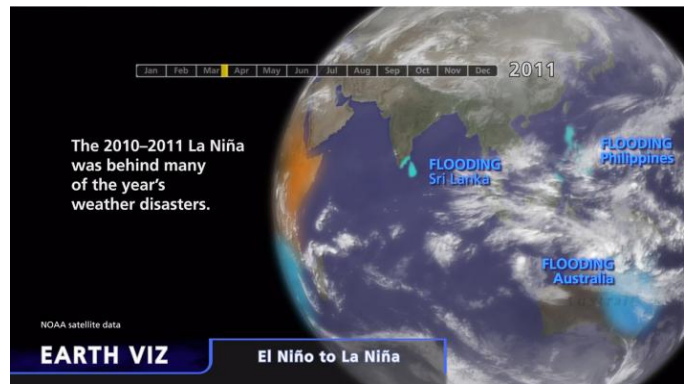 Jan Feb Mar Apr May Jun Jul Aug Sep Oct Nov Dec 2011
The 2010–2011 La Niña
was behind many
of the year's
weather disasters.
FLOODING
Sri Lanka
FLOODING
Philippines
FLOODING
Australia
NOAA satellite data
EARTH VIZ
El Niño to La Niña